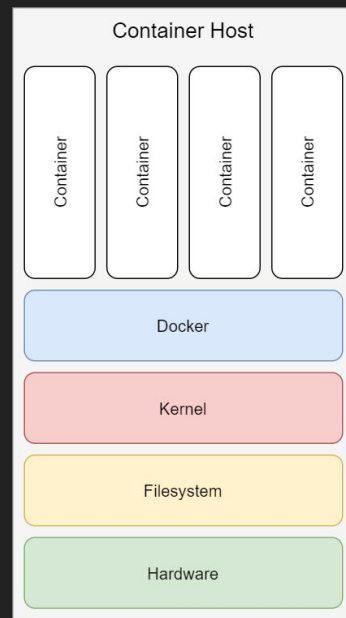 Container Host
Container
Container
Container
Container
Docker
Kernel
Filesystem
Hardware